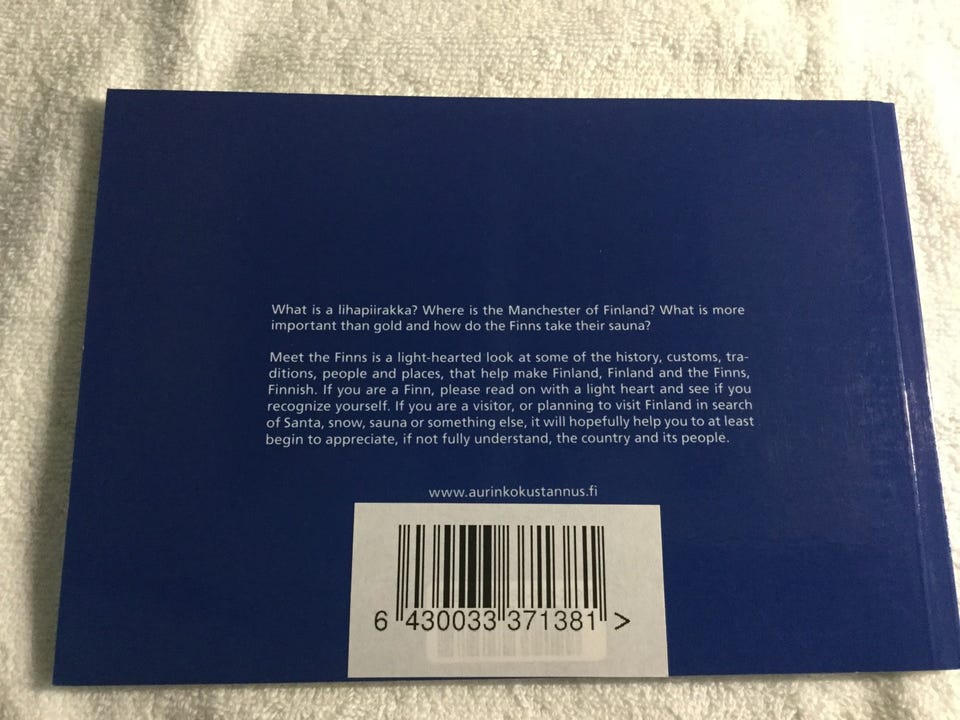 What is a lihapiirakka? Where is the Manchester of Finland? What is more
important than gold and how do the Finns take their sauna?
Meet the Finns is a light-hearted look at some of the history, customs, tra-
ditions, people and places, that help make Finland, Finland and the Finns,
Finnish. If you are a Finn, please read on with a light heart and see if you
recognize yourself. If you are a visitor, or planning to visit Finland in search
of Santa, snow, sauna or something else, it will hopefully help you to at least
begin to appreciate, if not fully understand, the country and its people.
www.aurinkokustannus.fi
6 430033 371381 >